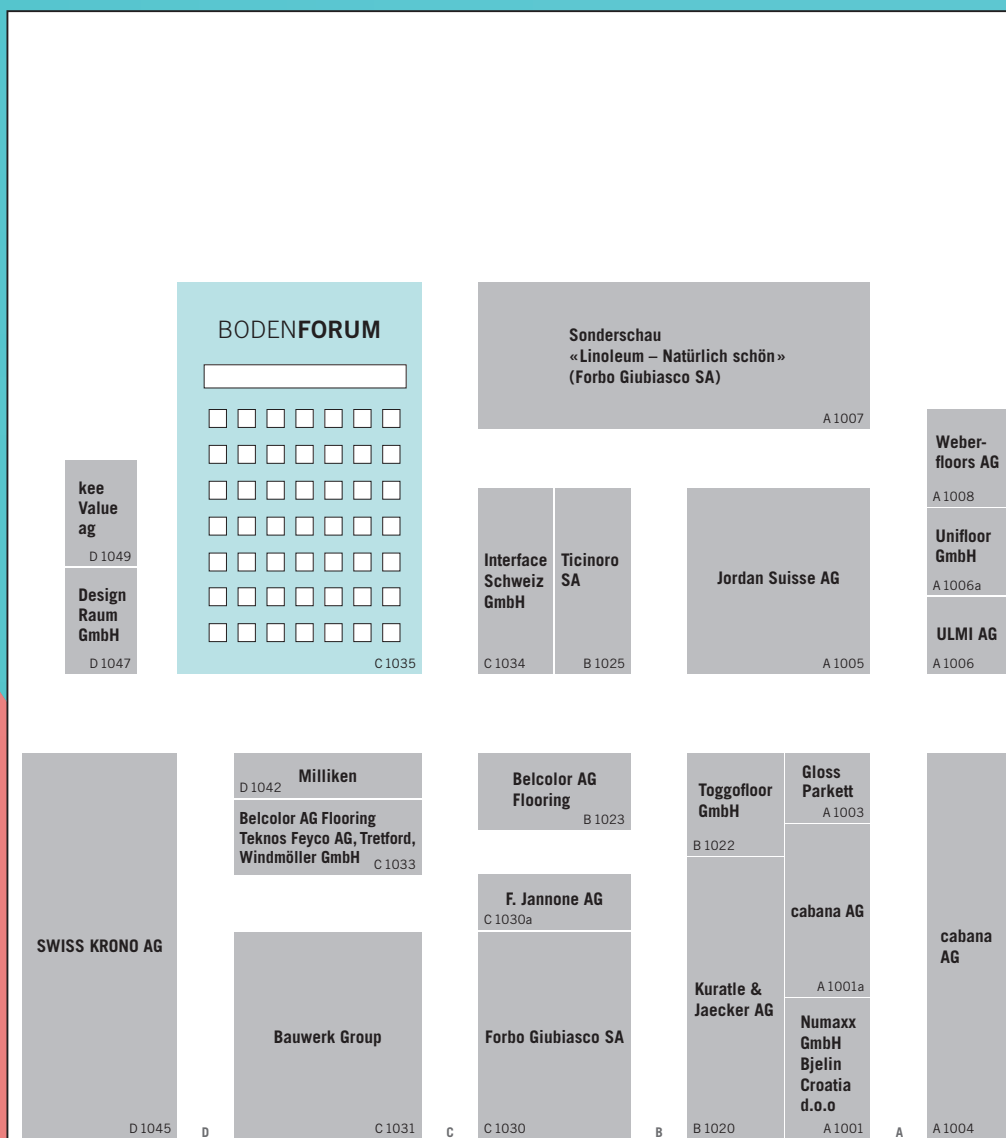 BODENFORUM
C 1035
Sonderschau
«Linoleum – Natürlich schön»
(Forbo Giubiasco SA)
A 1007
Weber-
floors AG
A 1008
kee
Value
ag
D 1049
Design
Raum
GmbH
D 1047
Interface
Schweiz
GmbH
C 1034
Ticinoro
SA
B 1025
Jordan Suisse AG
A 1005
Unifloor
GmbH
A 1006a
ULMI AG
A 1006
SWISS KRONO AG
D 1045
Milliken
D 1042
Belcolor AG Flooring
Teknos Feyco AG, Tretford,
Windmöller GmbH
C 1033
Bauwerk Group
C 1031
Belcolor AG
Flooring
B 1023
F. Jannone AG
C 1030a
Forbo Giubiasco SA
C 1030
Toggofloor
GmbH
B 1022
Kuratle &
Jaecker AG
B 1020
Gloss
Parkett
A 1003
cabana AG
A 1001a
Numaxx
GmbH
Bjelin
Croatia
d.o.o
A 1001
cabana
AG
A 1004
D
C
B
A